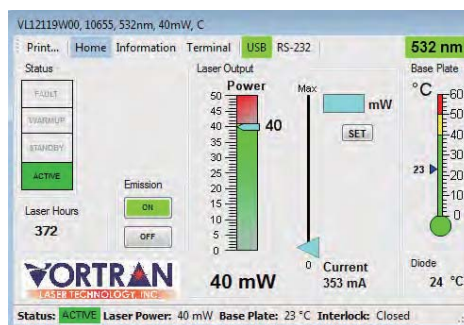 VL12119W00, 10655, 532nm, 40mW, C
Print... Home Information Terminal USB RS-232 532 nm
Status Laser Output Base Plate
FAULT
WARMUP
STANDBY
ACTIVE
Power
50
45
40
35
30
25
20
15
10
5
0
40
Max
0
mW
SET
°C
60
50
40
30
20
10
0
23
Emission
ON
OFF
Laser Hours
372
VORTRAN
LASER TECHNOLOGY, INC.
40 mW
Current
353 mA
Diode
24 °C
Status: ACTIVE Laser Power: 40 mW Base Plate: 23 °C Interlock: Closed